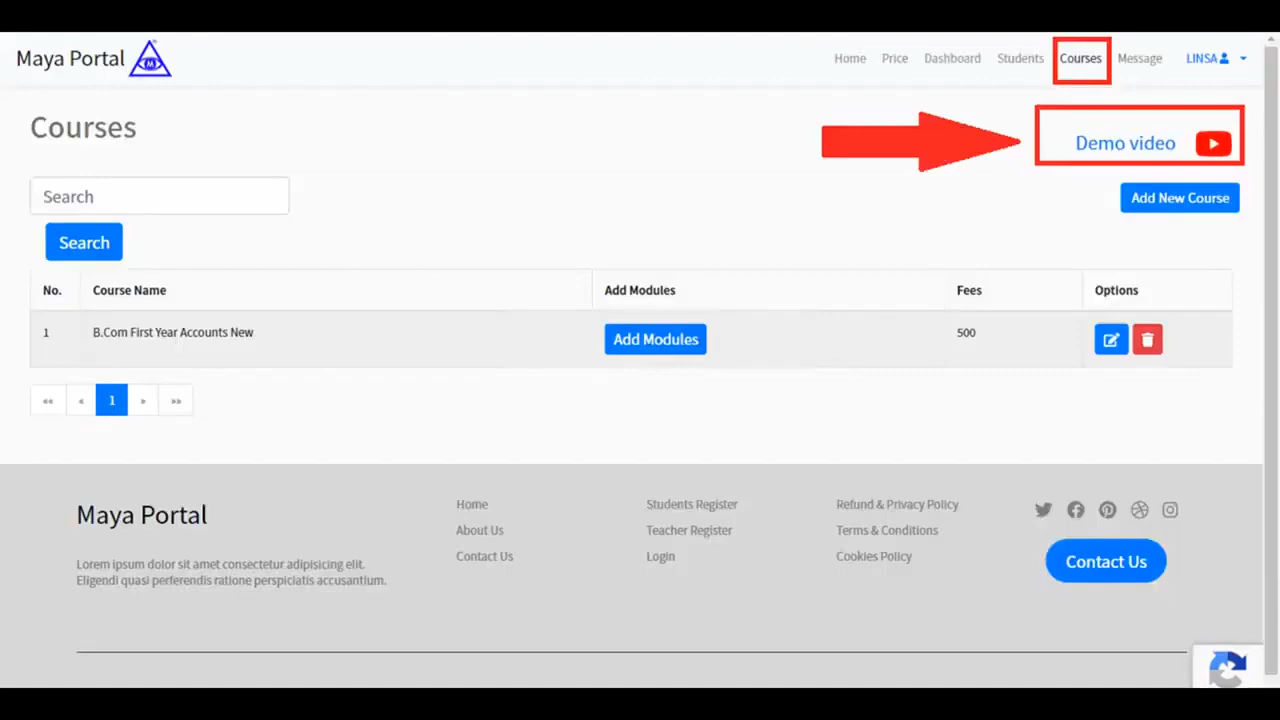 Maya Portal M Home Price Dashboard Students Courses Message LINSA
Courses
Demo video
Search
Add New Course
Search
No. Course Name Add Modules Fees Options
1 B.Com First Year Accounts New Add Modules 500
«« « 1 » »»
Maya Portal
Lorem ipsum dolor sit amet consectetur adipisicing elit.
Eligendi quasi perferendis ratione perspiciatis accusantium.
Home
About Us
Contact Us
Students Register
Teacher Register
Login
Refund & Privacy Policy
Terms & Conditions
Cookies Policy
Contact Us